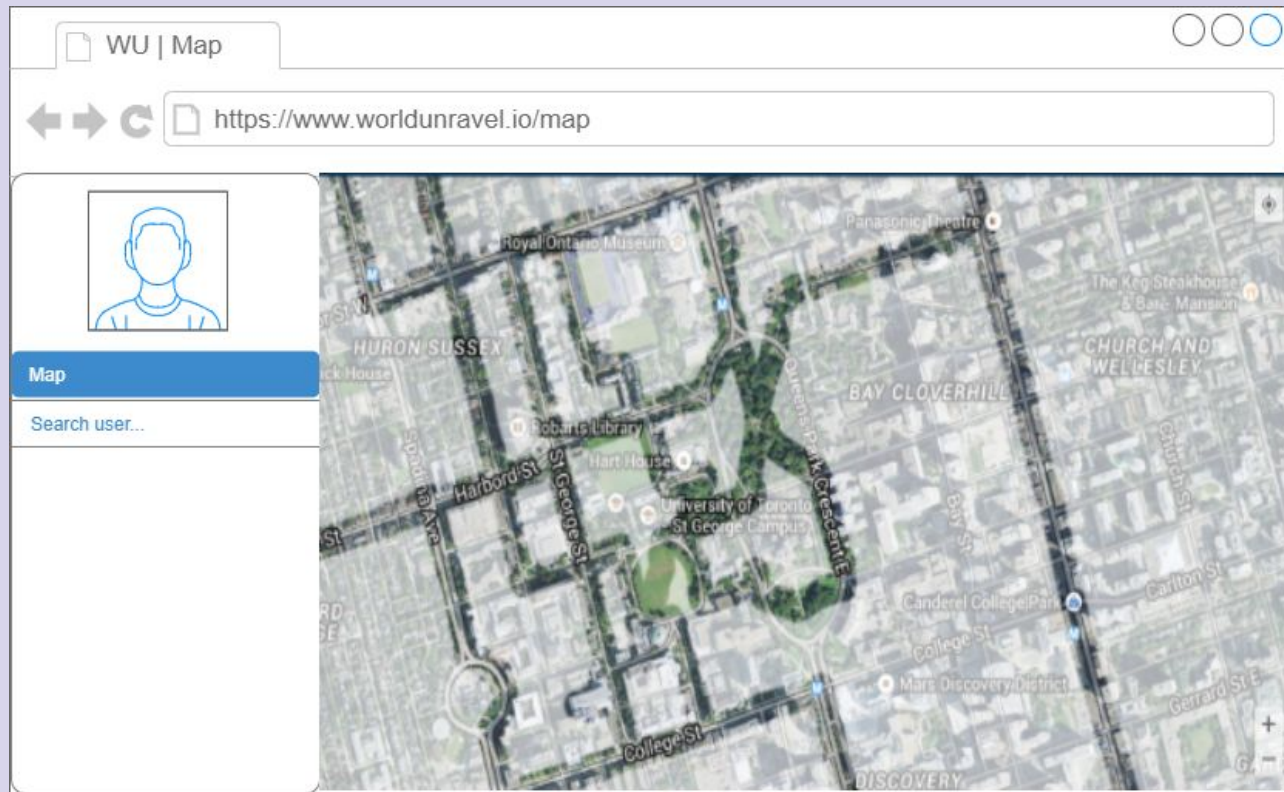 WU | Map
https://www.worldunravel.io/map
Map
Search user...
Panasonic Theatre
Royal Ontario Museum
The Keg Steakhouse
& Bar - Mansion
HURON SUSSEX
CHURCH AND
WELLESLEY
ick House
BAY CLOVERHILL
Queens Park Crescent E
Robarts Library
Church St
Spadina Ave
Hart House
Harbord St
St George St
University of Toronto
St George Campus
Bay St
St
Carlton St
Canderel College Park
College St
Mars Discovery District
Gerrard St E
College St
DISCOVERY
+
−